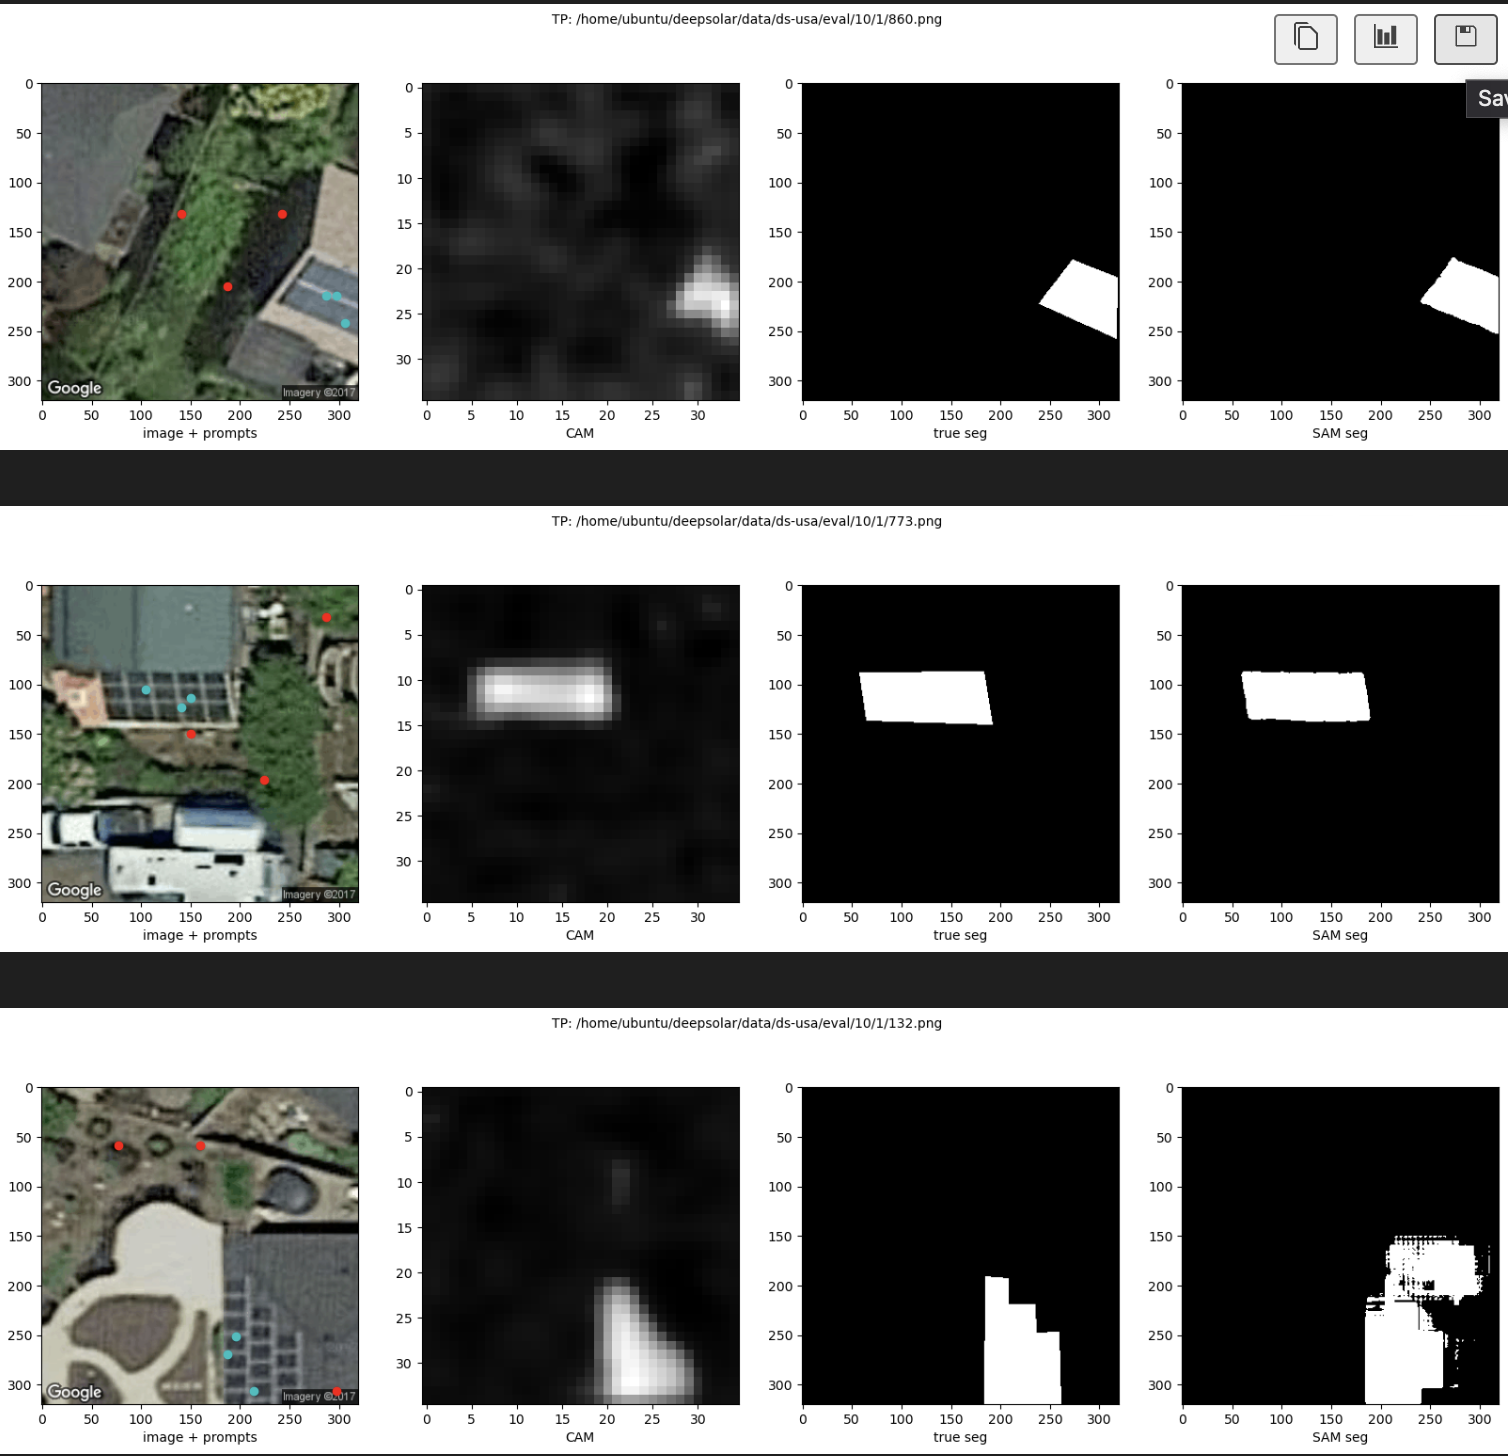 TP: /home/ubuntu/deepsolar/data/ds-usa/eval/10/1/860.png
Sav
0 50 100 150 200 250 300
0 5 10 15 20 25 30
0 50 100 150 200 250 300
0 50 100 150 200 250 300
Google Imagery ©2017
0 50 100 150 200 250 300
0 5 10 15 20 25 30
0 50 100 150 200 250 300
0 50 100 150 200 250 300
image + prompts CAM true seg SAM seg
TP: /home/ubuntu/deepsolar/data/ds-usa/eval/10/1/773.png
0 50 100 150 200 250 300
0 5 10 15 20 25 30
0 50 100 150 200 250 300
0 50 100 150 200 250 300
Google Imagery ©2017
0 50 100 150 200 250 300
0 5 10 15 20 25 30
0 50 100 150 200 250 300
0 50 100 150 200 250 300
image + prompts CAM true seg SAM seg
TP: /home/ubuntu/deepsolar/data/ds-usa/eval/10/1/132.png
0 50 100 150 200 250 300
0 5 10 15 20 25 30
0 50 100 150 200 250 300
0 50 100 150 200 250 300
Google Imagery ©2017
0 50 100 150 200 250 300
0 5 10 15 20 25 30
0 50 100 150 200 250 300
0 50 100 150 200 250 300
image + prompts CAM true seg SAM seg